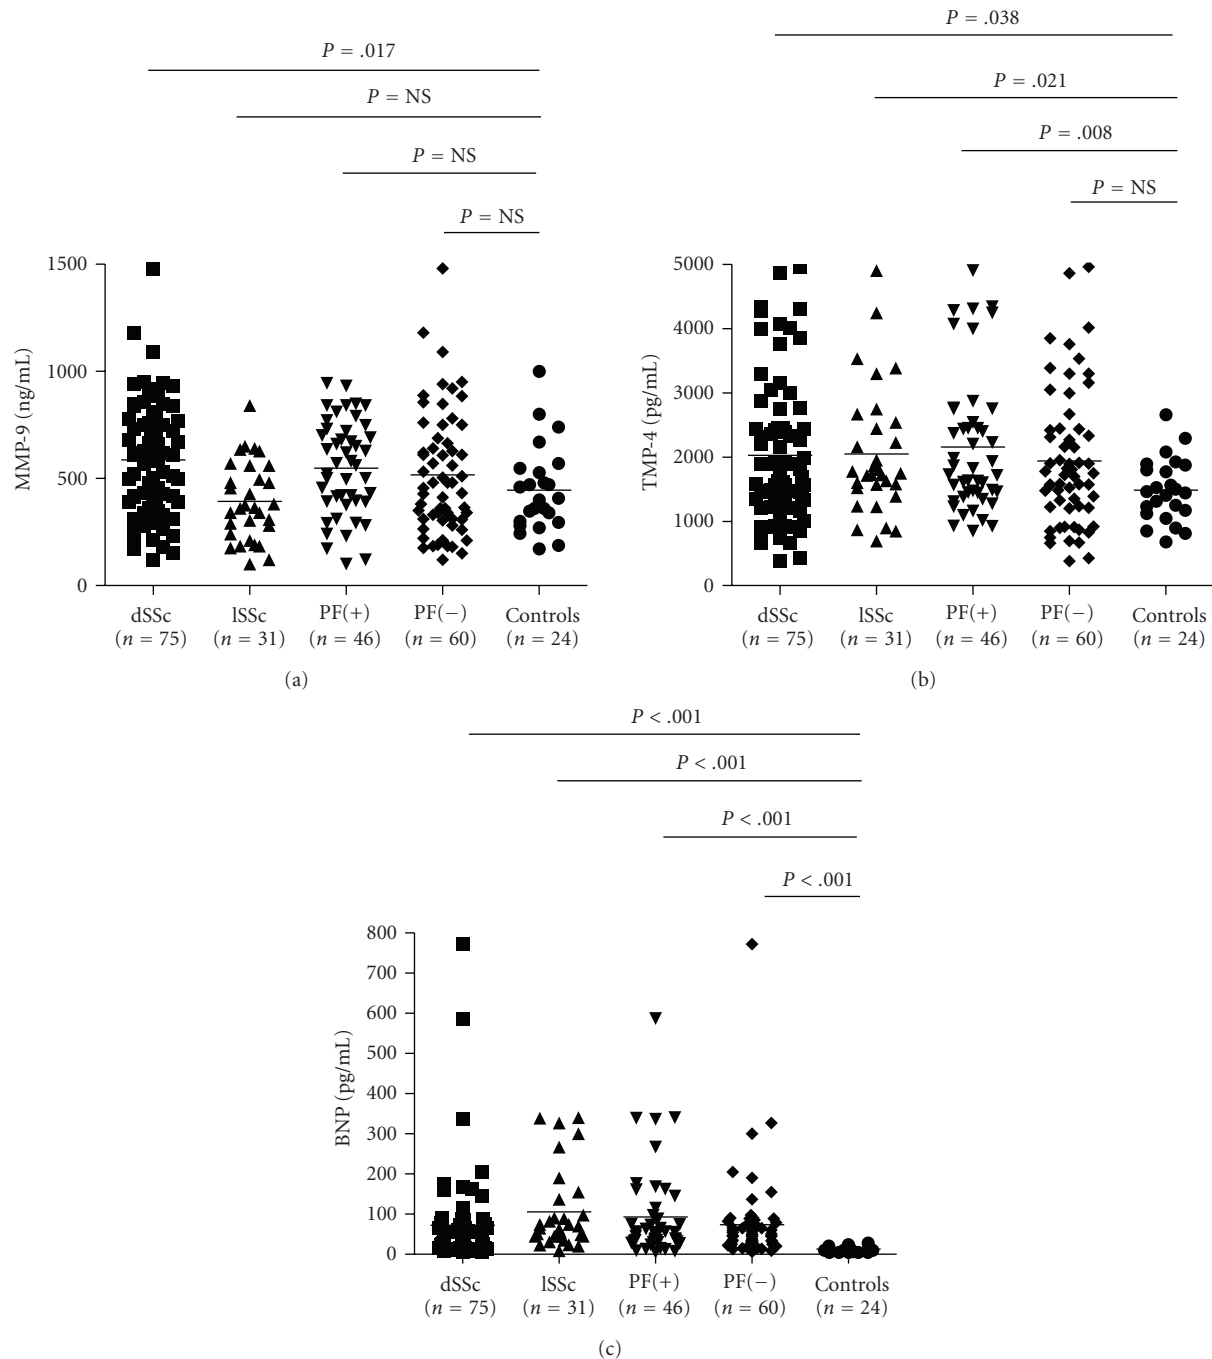 P = .017
P = NS
P = NS
P = NS
1500
1000
500
0
MMP-9 (ng/mL)
dSSc lSSc PF(+) PF(−) Controls
(n = 75) (n = 31) (n = 46) (n = 60) (n = 24)
(a)
P = .038
P = .021
P = .008
P = NS
5000
4000
3000
2000
1000
0
TMP-4 (pg/mL)
dSSc lSSc PF(+) PF(−) Controls
(n = 75) (n = 31) (n = 46) (n = 60) (n = 24)
(b)
P < .001
P < .001
P < .001
P < .001
800
700
600
500
400
300
200
100
0
BNP (pg/mL)
dSSc lSSc PF(+) PF(−) Controls
(n = 75) (n = 31) (n = 46) (n = 60) (n = 24)
(c)